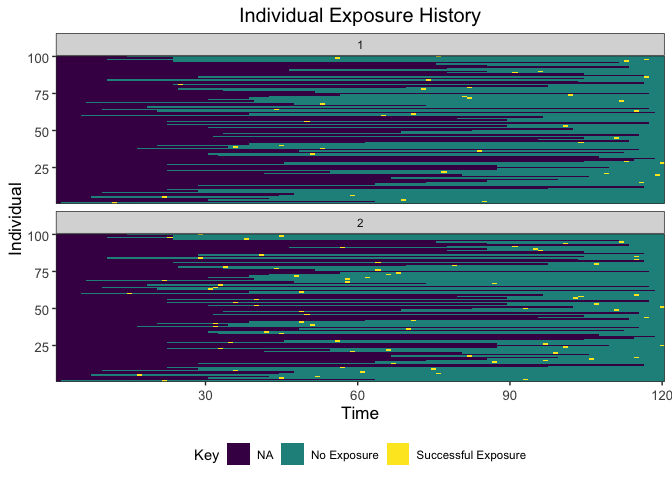 Individual Exposure History
1
100
75
50
25
2
100
75
50
25
Individual
30 60 90 120
Time
Key NA No Exposure Successful Exposure